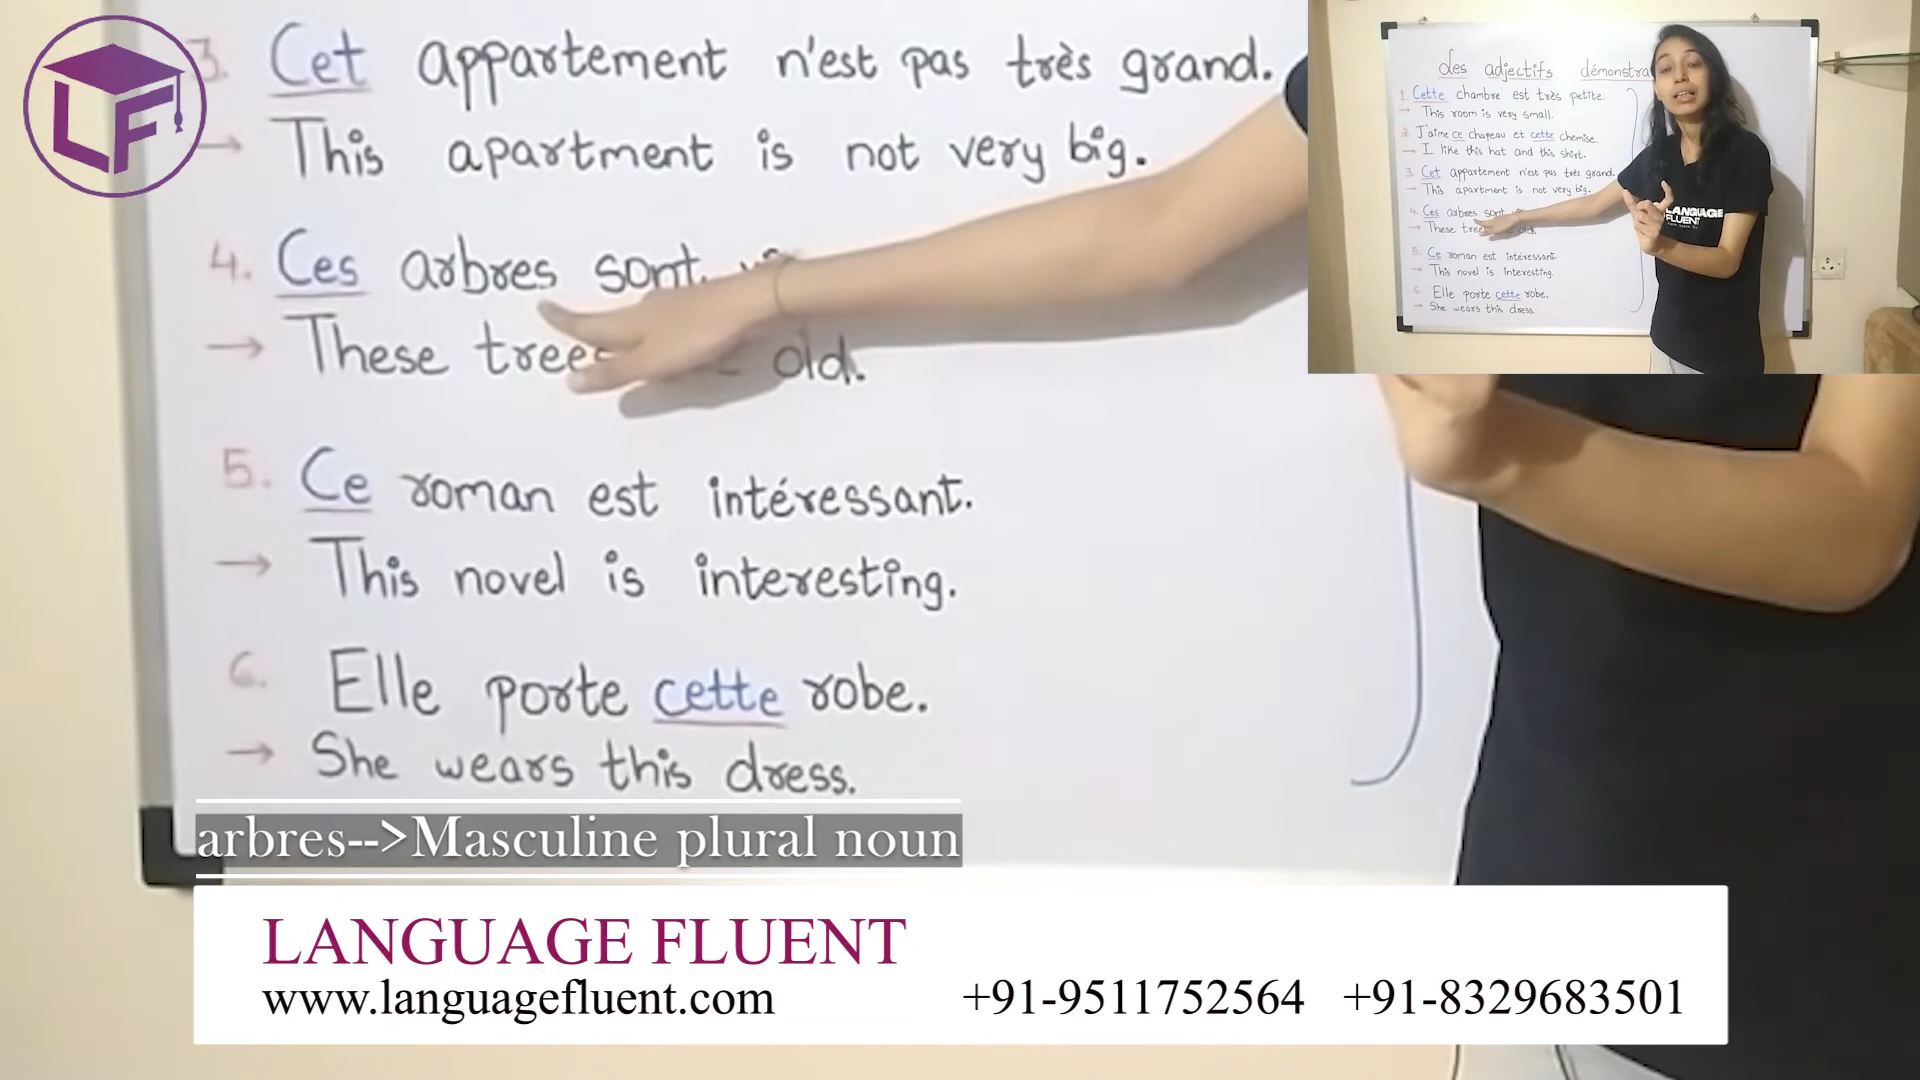 LF
3. Cet appartement n'est pas très grand.
→ This apartment is not very big.
4. Ces arbres sont
→ These trees old.
5. Ce roman est intéressant.
→ This novel is interesting.
6. Elle porte cette robe.
→ She wears this dress.
des adjectifs démonstra
1. Cette chambre est très petite.
→ This room is very small.
2. J'aime ce chapeau et cette chemise.
→ I like this hat and this shirt.
3. Cet appartement n'est pas très grand.
→ This apartment is not very big.
4. Ces arbres sont
→ These trees old.
5. Ce roman est intéressant.
→ This novel is interesting.
6. Elle porte cette robe.
→ She wears this dress.
LANGUAGE
FLUENT
arbres-->Masculine plural noun
LANGUAGE FLUENT
www.languagefluent.com +91-9511752564 +91-8329683501